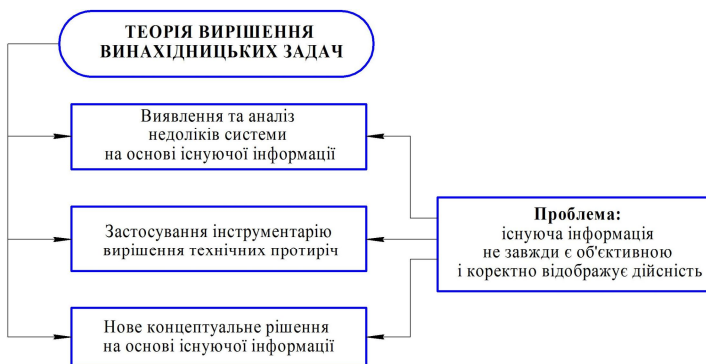 ТЕОРІЯ ВИРІШЕННЯ
ВИНАХІДНИЦЬКИХ ЗАДАЧ
Виявлення та аналіз
недоліків системи
на основі існуючої інформації
Застосування інструментарію
вирішення технічних протиріч
Нове концептуальне рішення
на основі існуючої інформації
Проблема:
існуюча інформація
не завжди є об'єктивною
і коректно відображує дійсність